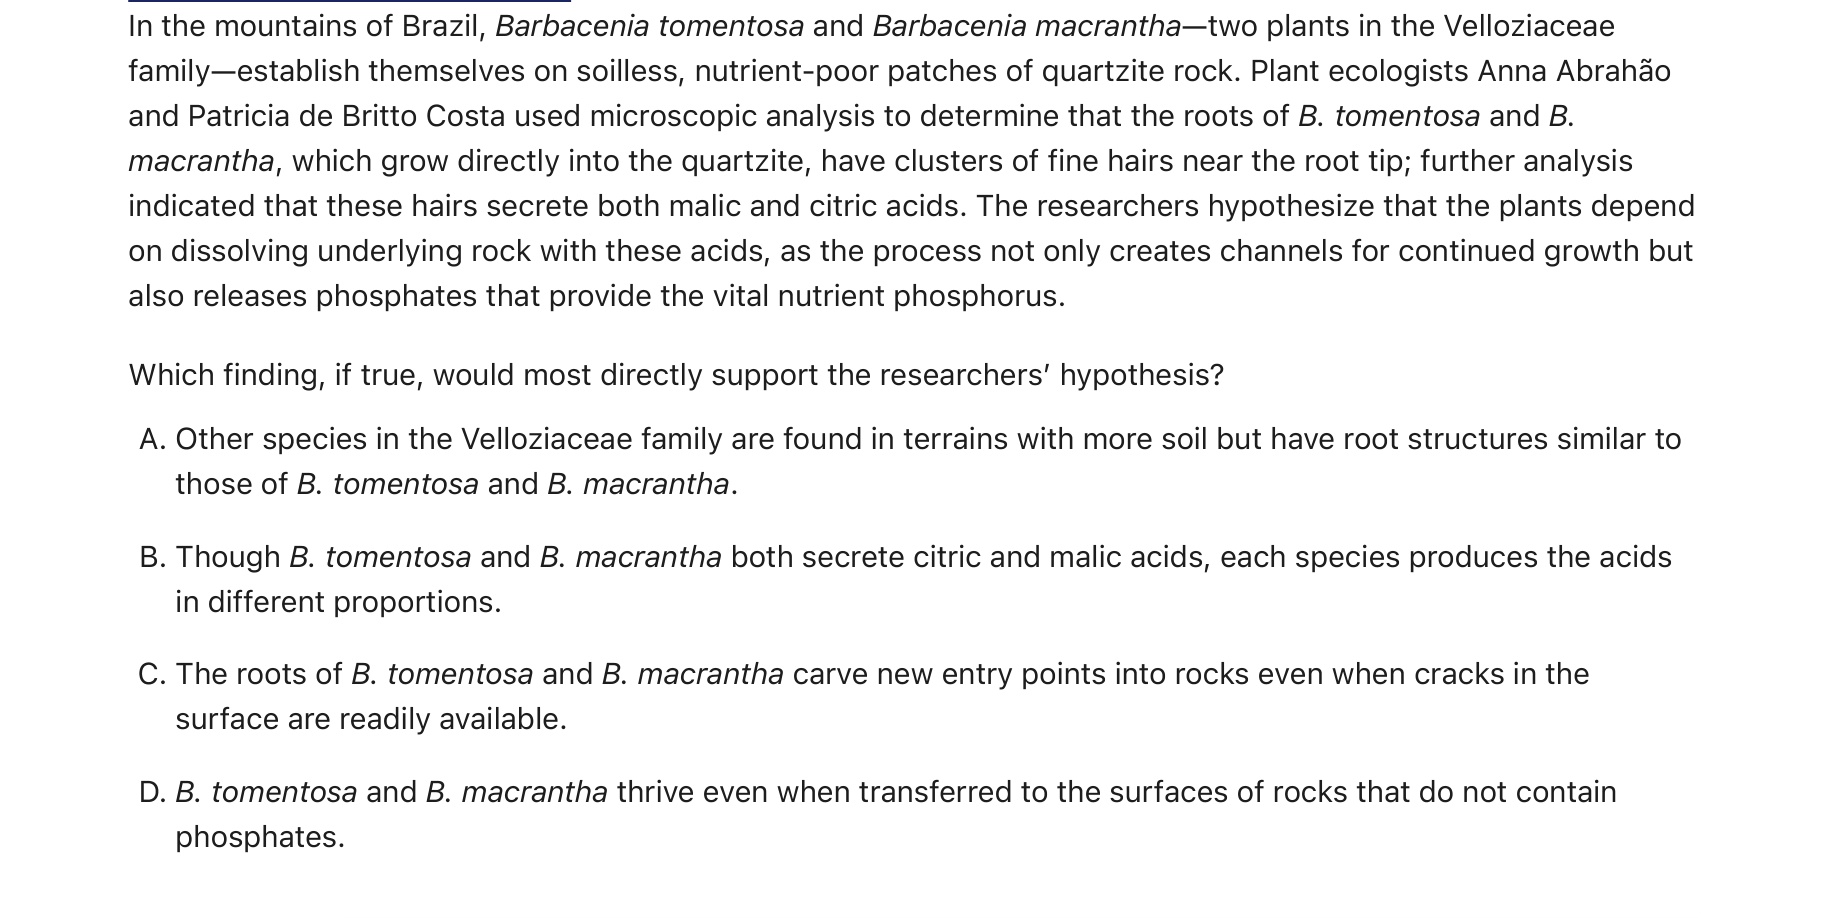 In the mountains of Brazil, Barbacenia tomentosa and Barbacenia macrantha—two plants in the Velloziaceae
family—establish themselves on soilless, nutrient-poor patches of quartzite rock. Plant ecologists Anna Abrahão
and Patricia de Britto Costa used microscopic analysis to determine that the roots of B. tomentosa and B.
macrantha, which grow directly into the quartzite, have clusters of fine hairs near the root tip; further analysis
indicated that these hairs secrete both malic and citric acids. The researchers hypothesize that the plants depend
on dissolving underlying rock with these acids, as the process not only creates channels for continued growth but
also releases phosphates that provide the vital nutrient phosphorus.
Which finding, if true, would most directly support the researchers’ hypothesis?
A. Other species in the Velloziaceae family are found in terrains with more soil but have root structures similar to
those of B. tomentosa and B. macrantha.
B. Though B. tomentosa and B. macrantha both secrete citric and malic acids, each species produces the acids
in different proportions.
C. The roots of B. tomentosa and B. macrantha carve new entry points into rocks even when cracks in the
surface are readily available.
D. B. tomentosa and B. macrantha thrive even when transferred to the surfaces of rocks that do not contain
phosphates.